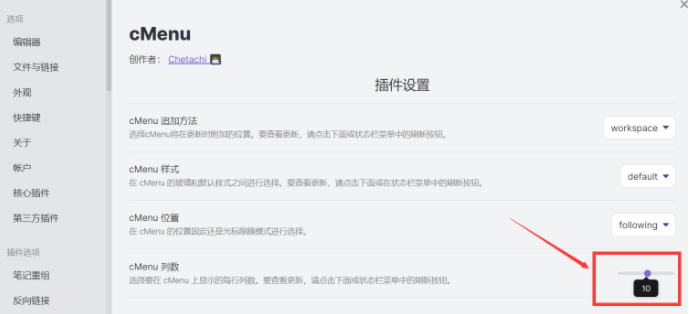 选项
编辑器
文件与链接
外观
快捷键
关于
帐户
核心插件
第三方插件
插件选项
笔记重组
反向链接
cMenu
创作者： Chetachi
插件设置
cMenu 追加方法
选择cMenu将在更新时附加的位置。要查看更新，请点击下面或状态栏菜单中的刷新按钮。
workspace
cMenu 样式
在 cMenu 的玻璃和默认样式之间进行选择。要查看更新，请点击下面或在状态栏菜单中的刷新按钮。
default
cMenu 位置
在 cMenu 的位置固定还是光标跟随模式进行选择。
following
cMenu 列数
选择要在 cMenu 上显示的每行列数。要查看更新，请点击下面或状态栏菜单中的刷新按钮。
10